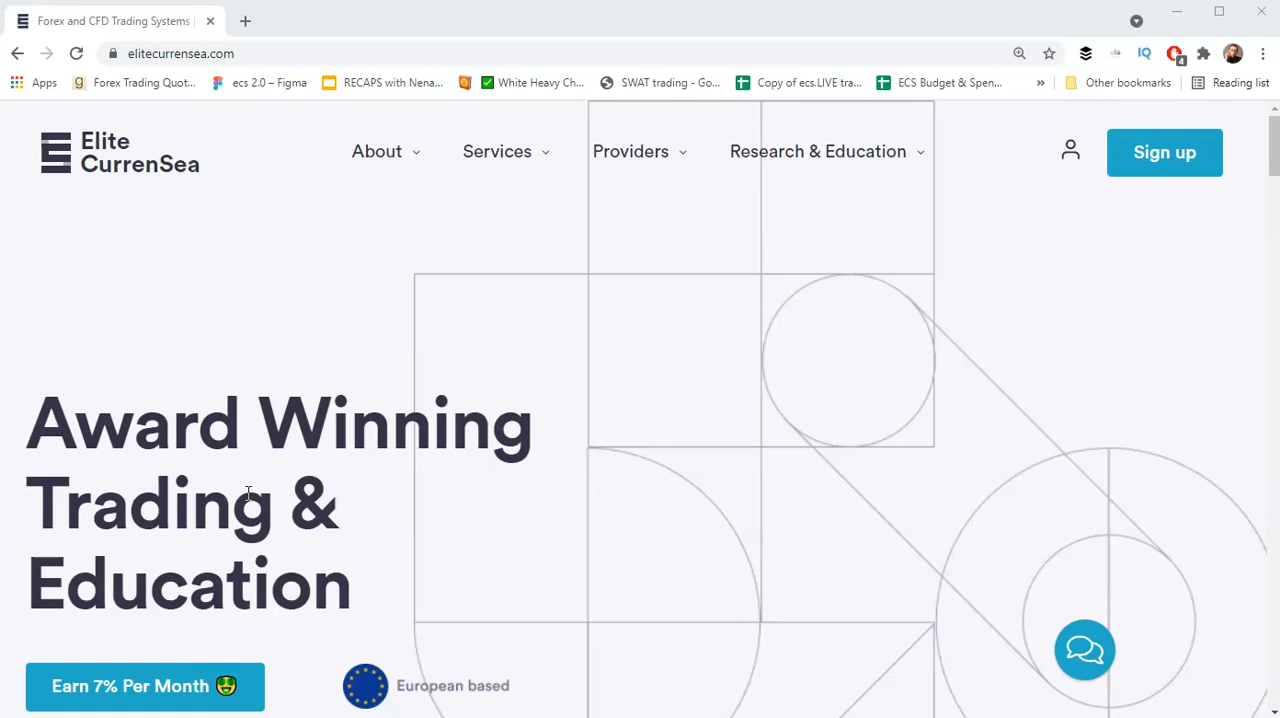 Forex and CFD Trading Systems
elitecurrensea.com
Apps
Forex Trading Quot...
ecs 2.0 – Figma
RECAPS with Nena...
White Heavy Ch...
SWAT trading - Go...
Copy of ecs.LIVE tra...
ECS Budget & Spen...
»
Other bookmarks
Reading list
IQ
4
Elite
CurrenSea
About
Services
Providers
Research & Education
Sign up
Award Winning
Trading &
Education
Earn 7% Per Month 🤑
European based